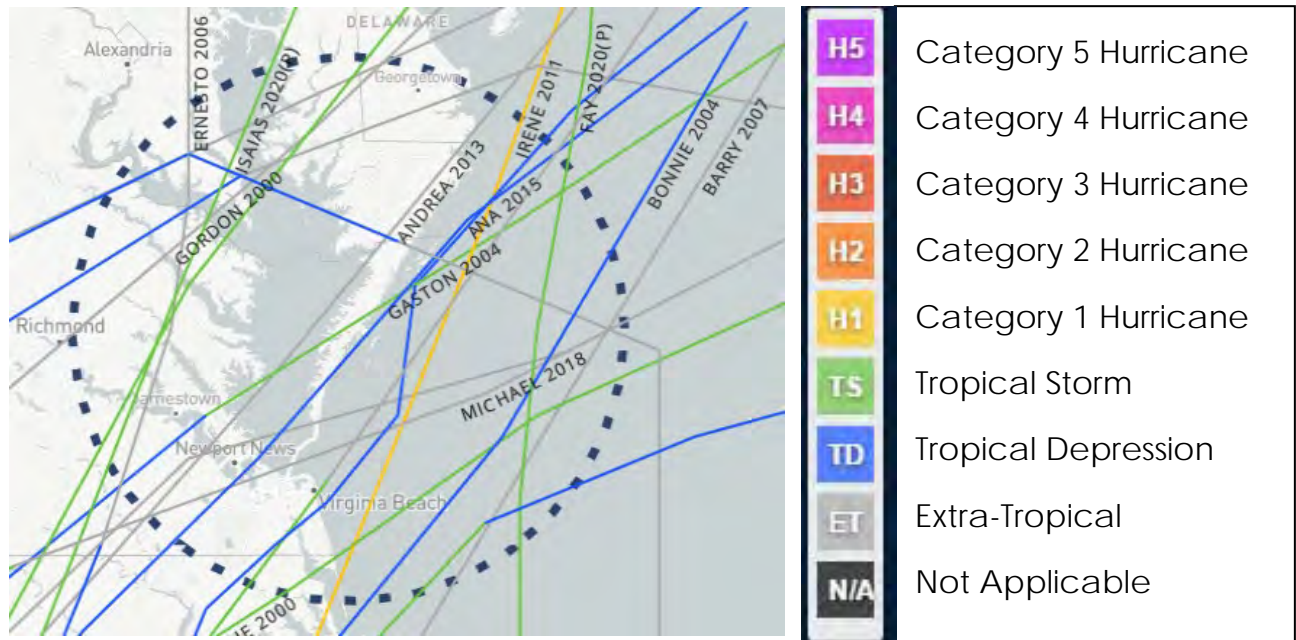 DELAWARE
Alexandria
Georgetown
ERNESTO 2006
ISAIAS 2020(P)
GORDON 2000
ANDREA 2013
IRENE 2011
FAY 2020(P)
BONNIE 2004
BARRY 2007
ANA 2015
GASTON 2004
Richmond
Jamestown
MICHAEL 2018
Newport News
Virginia Beach
NE 2000
H5 Category 5 Hurricane
H4 Category 4 Hurricane
H3 Category 3 Hurricane
H2 Category 2 Hurricane
H1 Category 1 Hurricane
TS Tropical Storm
TD Tropical Depression
ET Extra-Tropical
N/A Not Applicable